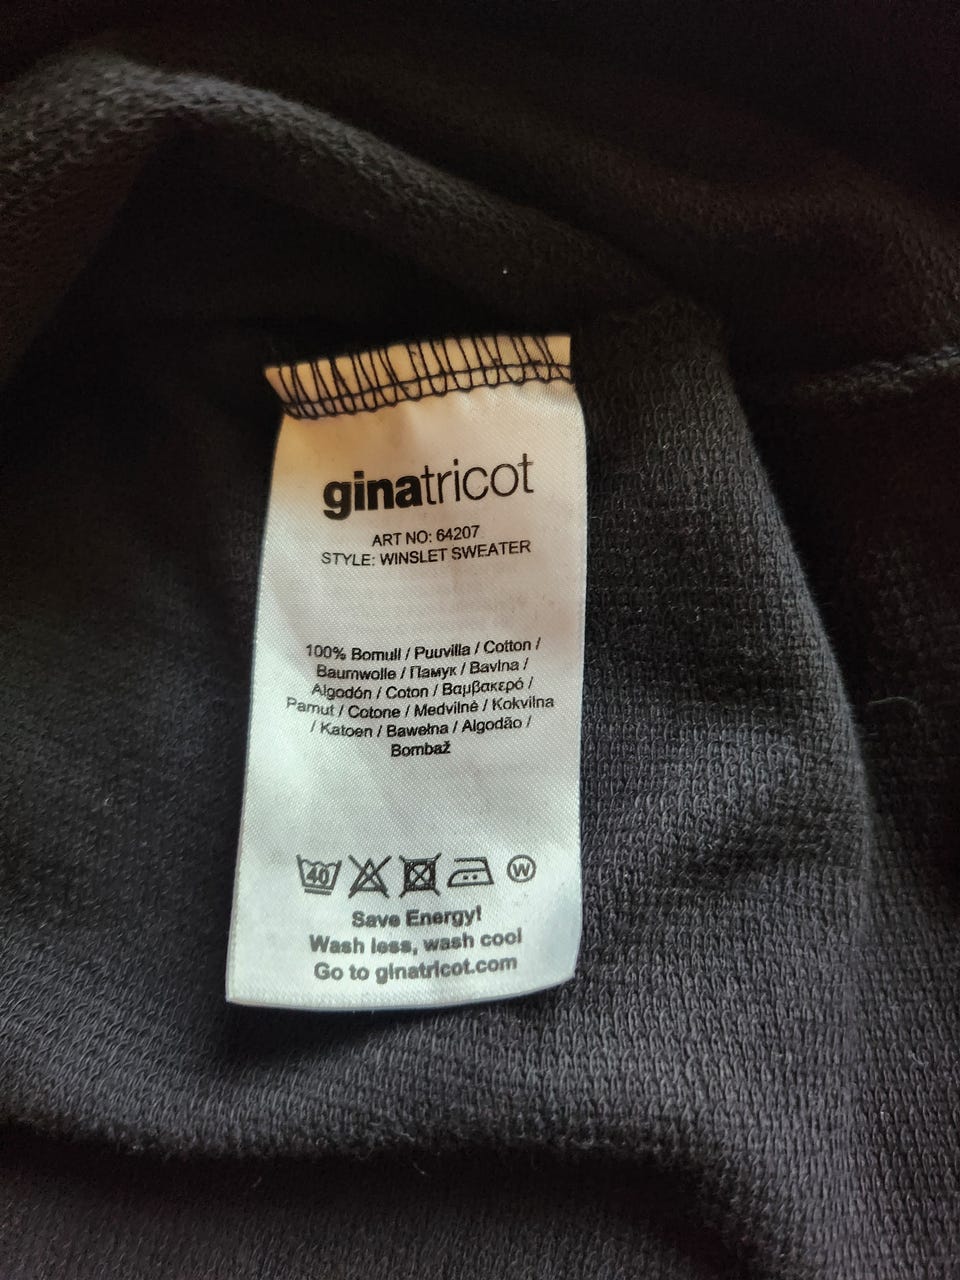 ginatricot
ART NO: 64207
STYLE: WINSLET SWEATER
100% Bomull / Puuvilla / Cotton /
Baumwolle / Памук / Bavlna /
Algodón / Coton / Βαμβακερό /
Pamut / Cotone / Medvilnė / Kokvilna
/ Katoen / Bawełna / Algodão /
Bombaž
40 W
Save Energy!
Wash less, wash cool
Go to ginatricot.com